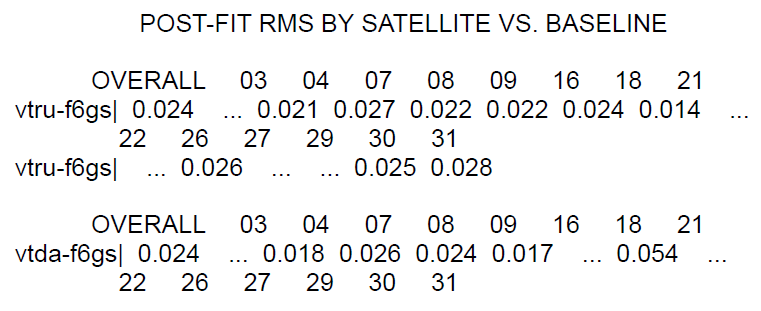 POST-FIT RMS BY SATELLITE VS. BASELINE
OVERALL 03 04 07 08 09 16 18 21
vtru-f6gs| 0.024 ... 0.021 0.027 0.022 0.022 0.024 0.014 ...
22 26 27 29 30 31
vtru-f6gs| ... 0.026 ... ... 0.025 0.028
OVERALL 03 04 07 08 09 16 18 21
vtda-f6gs| 0.024 ... 0.018 0.026 0.024 0.017 ... 0.054 ...
22 26 27 29 30 31